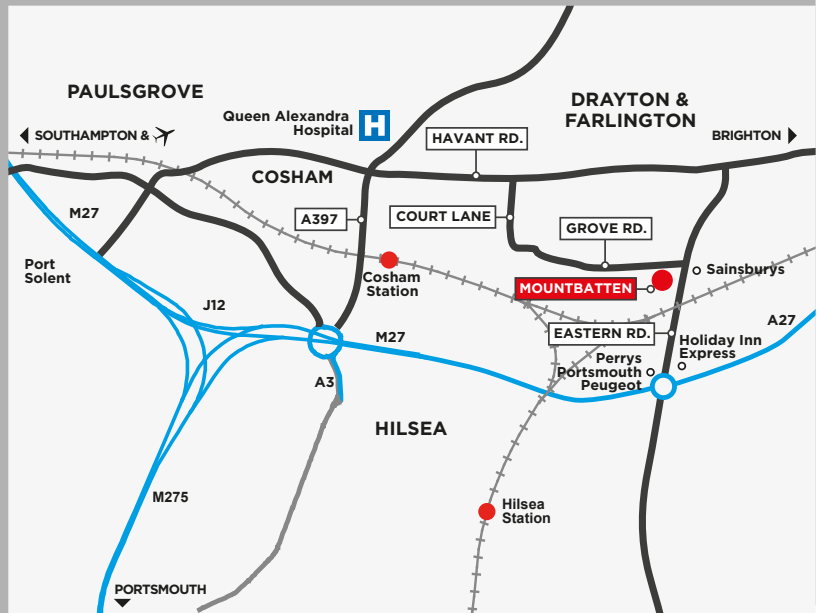 PAULSGROVE
DRAYTON &
FARLINGTON
Queen Alexandra
Hospital
H
SOUTHAMPTON &
BRIGHTON
HAVANT RD.
COSHAM
A397
COURT LANE
GROVE RD.
M27
Port
Solent
Cosham
Station
Sainsburys
MOUNTBATTEN
J12
M27
EASTERN RD.
A27
Holiday Inn
Express
Perrys
Portsmouth
Peugeot
A3
HILSEA
M275
Hilsea
Station
PORTSMOUTH